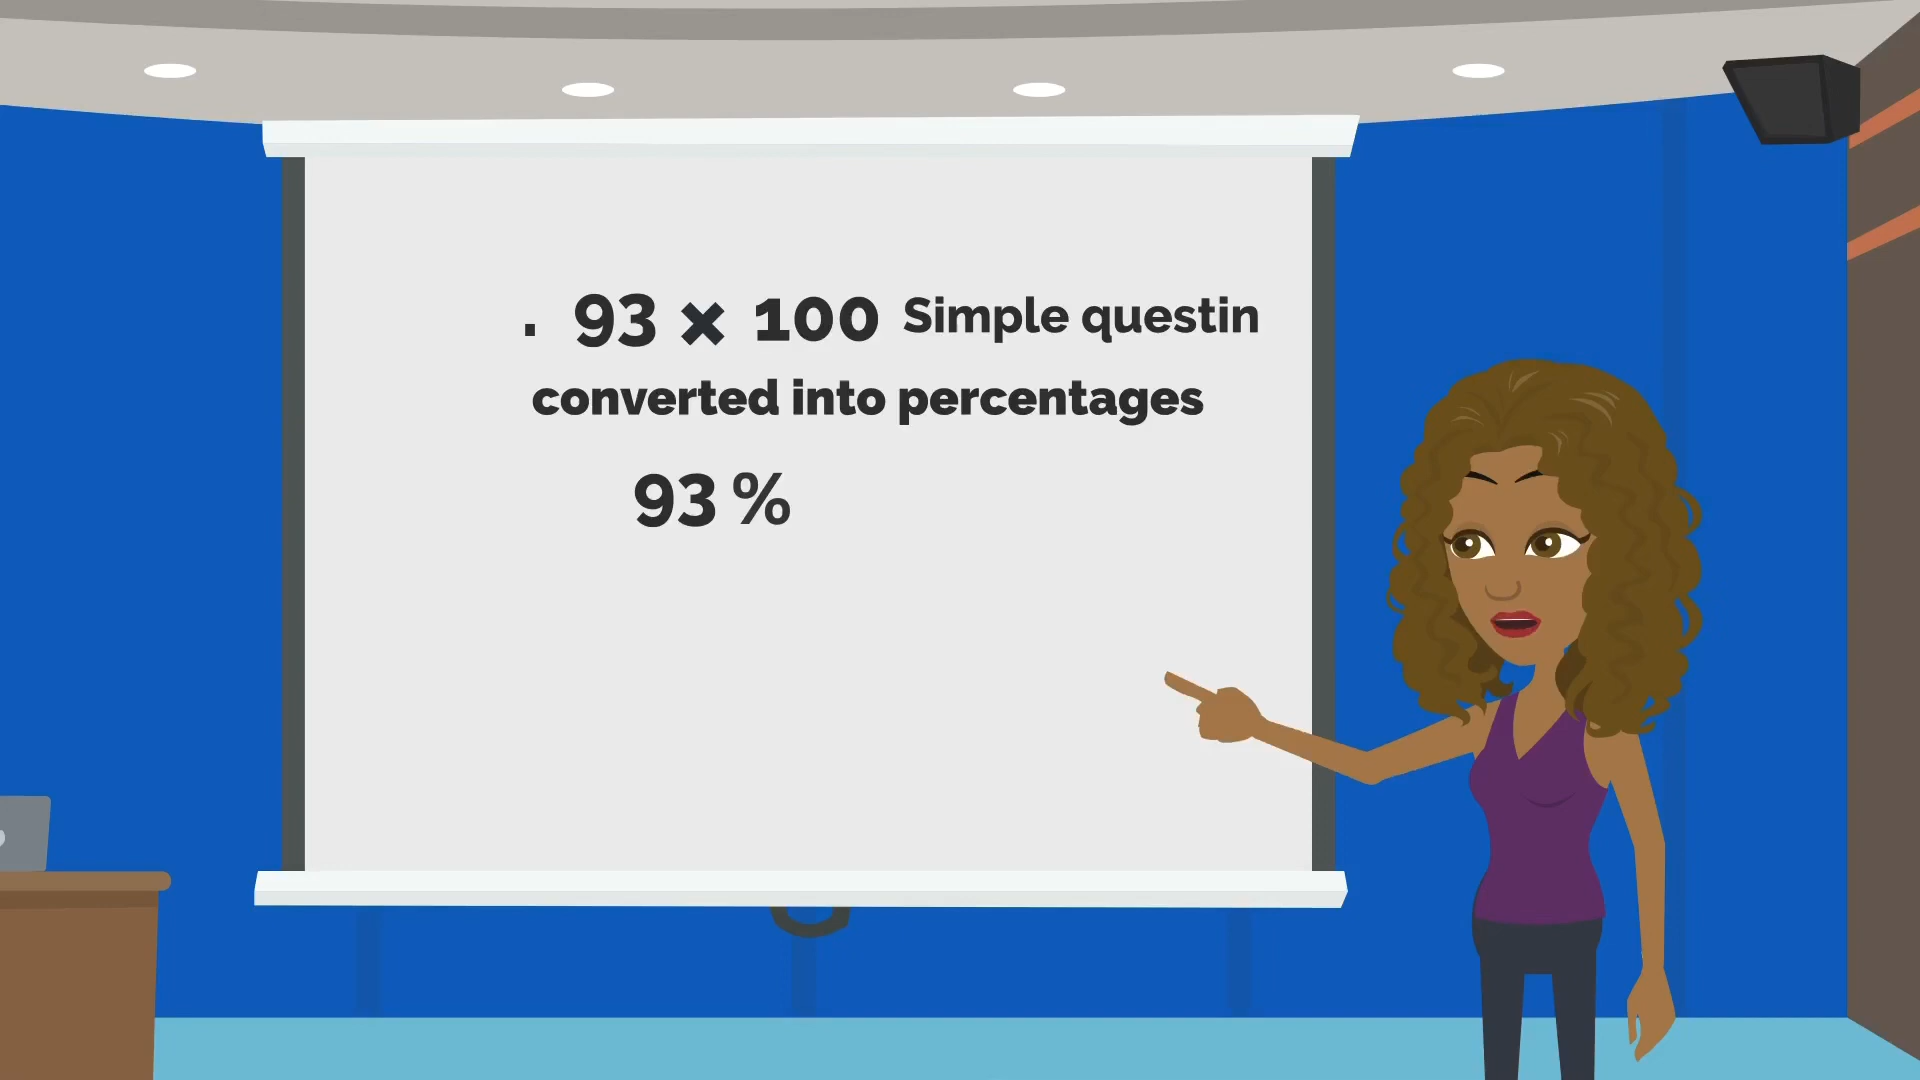 . 93 × 100 Simple questin
converted into percentages
93 %